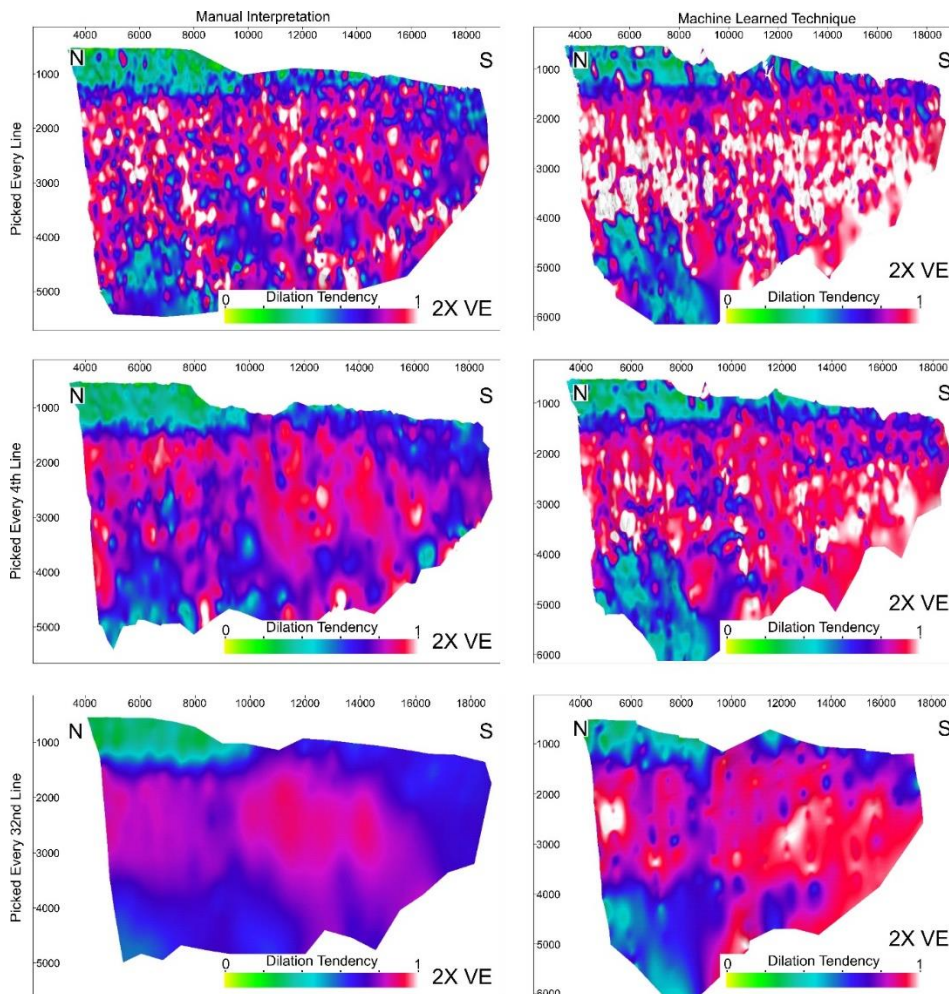 Manual Interpretation
Machine Learned Technique
4000 6000 8000 10000 12000 14000 16000 18000
N S
Picked Every Line
1000
2000
3000
4000
5000
Dilation Tendency
0 1
2X VE
4000 6000 8000 10000 12000 14000 16000 18000
N S
1000
2000
3000
4000
5000
6000
Dilation Tendency
0 1
2X VE
4000 6000 8000 10000 12000 14000 16000 18000
N S
Picked Every 4th Line
1000
2000
3000
4000
5000
Dilation Tendency
0 1
2X VE
4000 6000 8000 10000 12000 14000 16000 18000
N S
1000
2000
3000
4000
5000
6000
Dilation Tendency
0 1
2X VE
4000 6000 8000 10000 12000 14000 16000 18000
N S
Picked Every 32nd Line
1000
2000
3000
4000
5000
Dilation Tendency
0 1
2X VE
4000 6000 8000 10000 12000 14000 16000 18000
N S
1000
2000
3000
4000
5000
6000
Dilation Tendency
0 1
2X VE